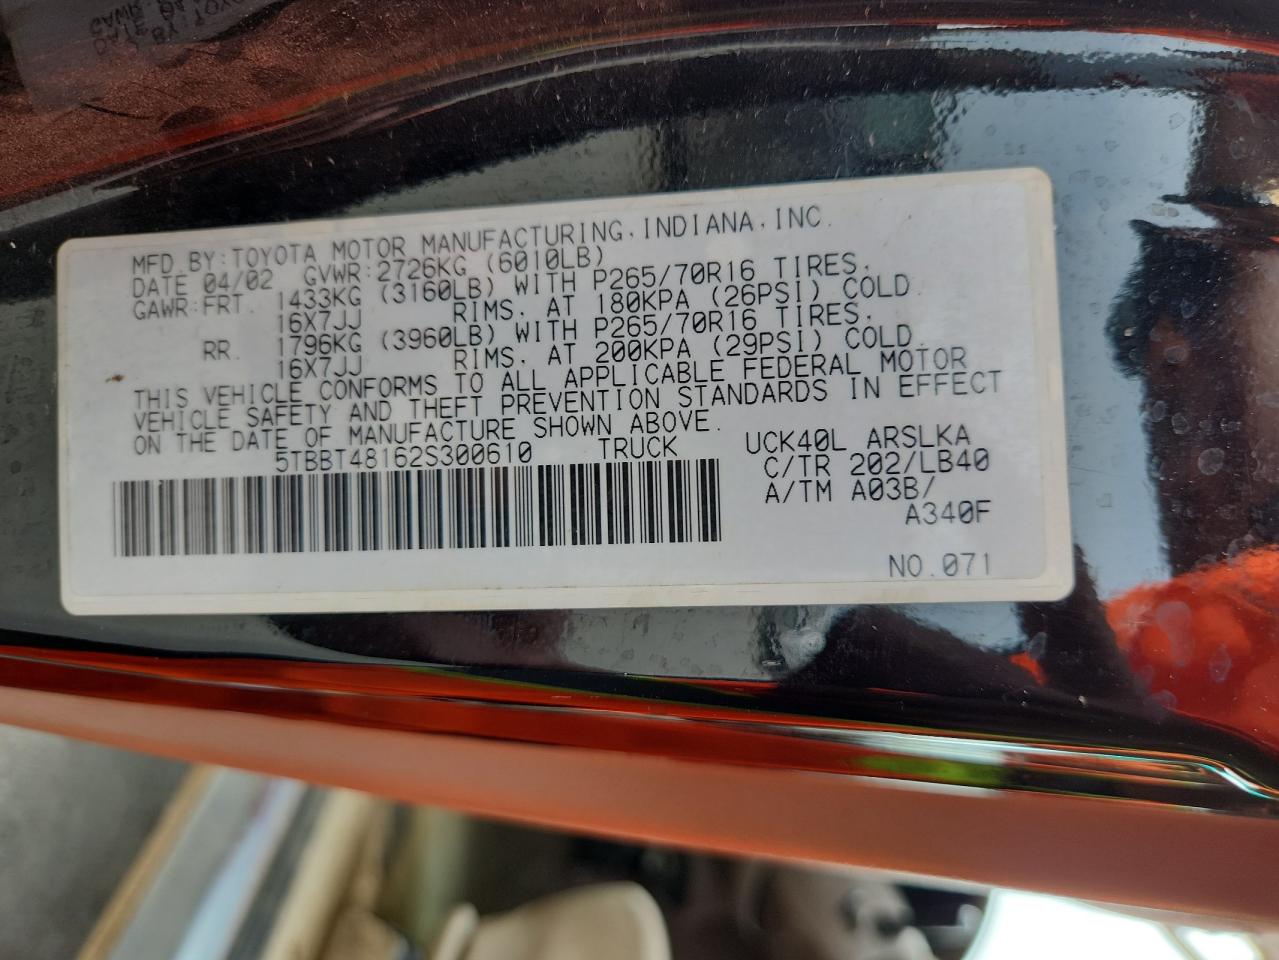 MFD.BY:TOYOTA MOTOR MANUFACTURING,INDIANA,INC.
DATE 04/02 GVWR:2726KG (6010LB)
GAWR:FRT. 1433KG (3160LB) WITH P265/70R16 TIRES.
16X7JJ RIMS. AT 180KPA (26PSI) COLD.
RR. 1796KG (3960LB) WITH P265/70R16 TIRES.
16X7JJ RIMS. AT 200KPA (29PSI) COLD.
THIS VEHICLE CONFORMS TO ALL APPLICABLE FEDERAL MOTOR
VEHICLE SAFETY AND THEFT PREVENTION STANDARDS IN EFFECT
ON THE DATE OF MANUFACTURE SHOWN ABOVE.
5TBBT48162S300610 TRUCK UCK40L ARSLKA
C/TR 202/LB40
A/TM A03B/
A340F
NO.071